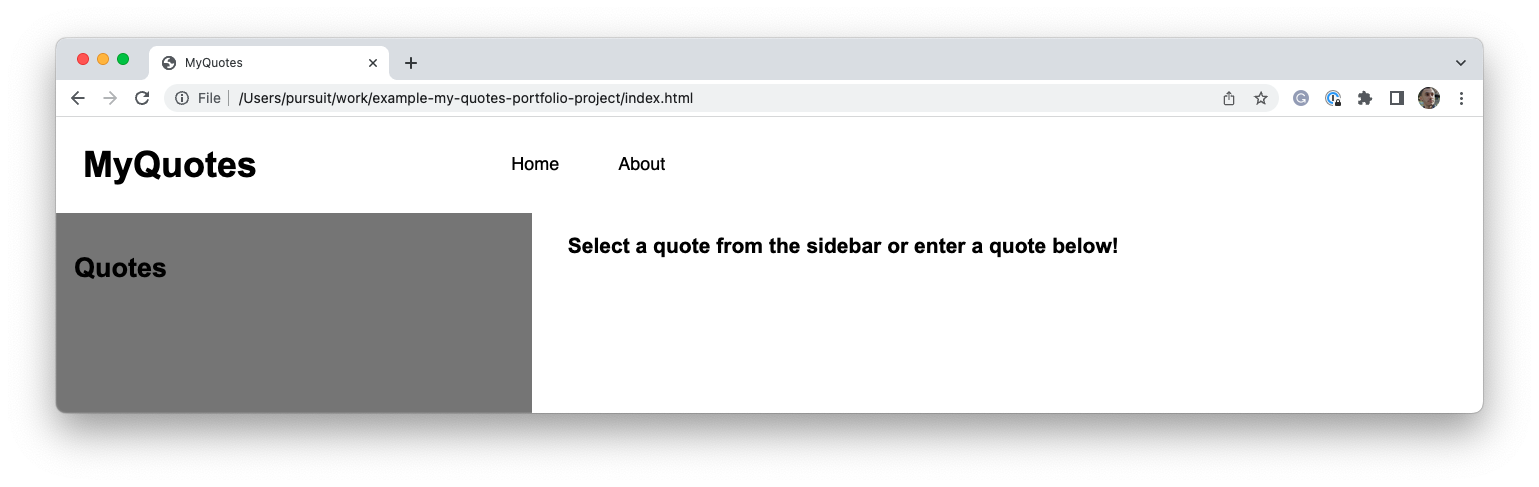 MyQuotes
File /Users/pursuit/work/example-my-quotes-portfolio-project/index.html
MyQuotes Home About
Quotes
Select a quote from the sidebar or enter a quote below!